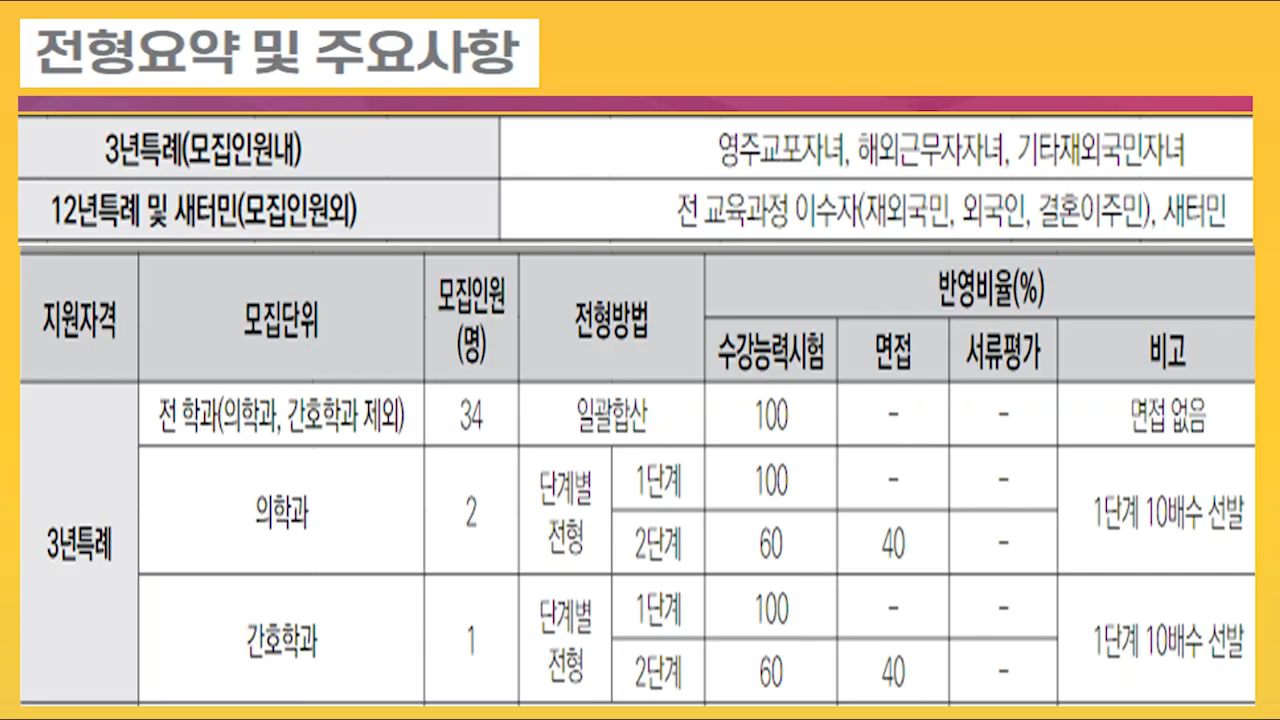 전형요약 및 주요사항
3년특례(모집인원내) 영주교포자녀, 해외근무자자녀, 기타재외국민자녀
12년특례 및 새터민(모집인원외) 전 교육과정 이수자(재외국민, 외국인, 결혼이주민), 새터민
지원자격 모집단위 모집인원(명) 전형방법 반영비율(%)
수강능력시험 면접 서류평가 비고
3년특례
전 학과(의학과, 간호학과 제외) 34 일괄합산 100 - - 면접 없음
의학과 2 단계별 전형 1단계 100 - - 1단계 10배수 선발
2단계 60 40 -
간호학과 1 단계별 전형 1단계 100 - - 1단계 10배수 선발
2단계 60 40 -